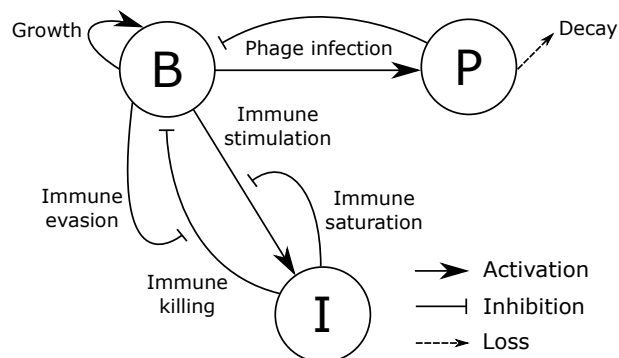 Growth
B
Phage infection
P
Decay
Immune
stimulation
Immune
evasion
Immune
saturation
Immune
killing
I
Activation
Inhibition
Loss